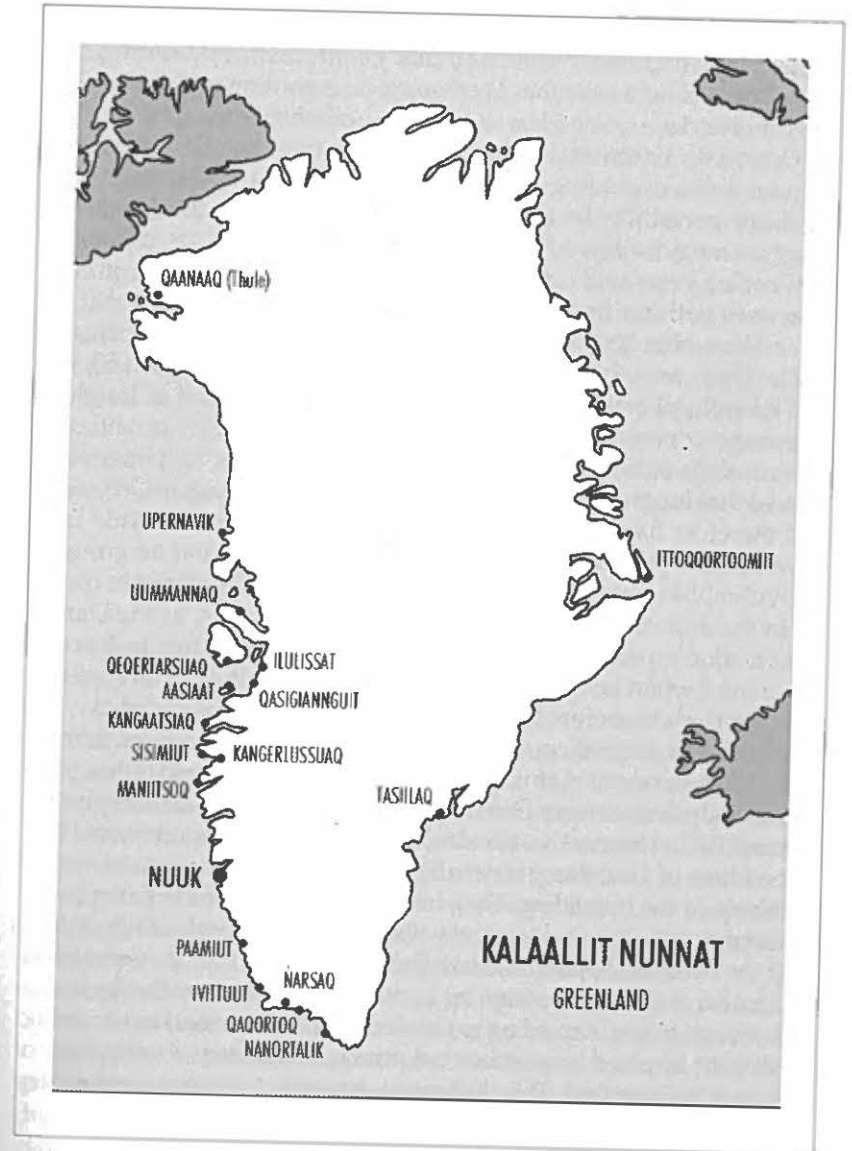 QAANAAQ (Thule)
UPERNAVIK
UUMMANNAQ
ITTOQQORTOOMIIT
QEQERTARSUAQ
ILULISSAT
AASIAAT
QASIGIANNGUIT
KANGAATSIAQ
SISIMIUT
KANGERLUSSUAQ
MANIITSOQ
TASIILAQ
NUUK
PAAMIUT
IVITTUUT
NARSAQ
QAQORTOQ
NANORTALIK
KALAALLIT NUNNAT
GREENLAND